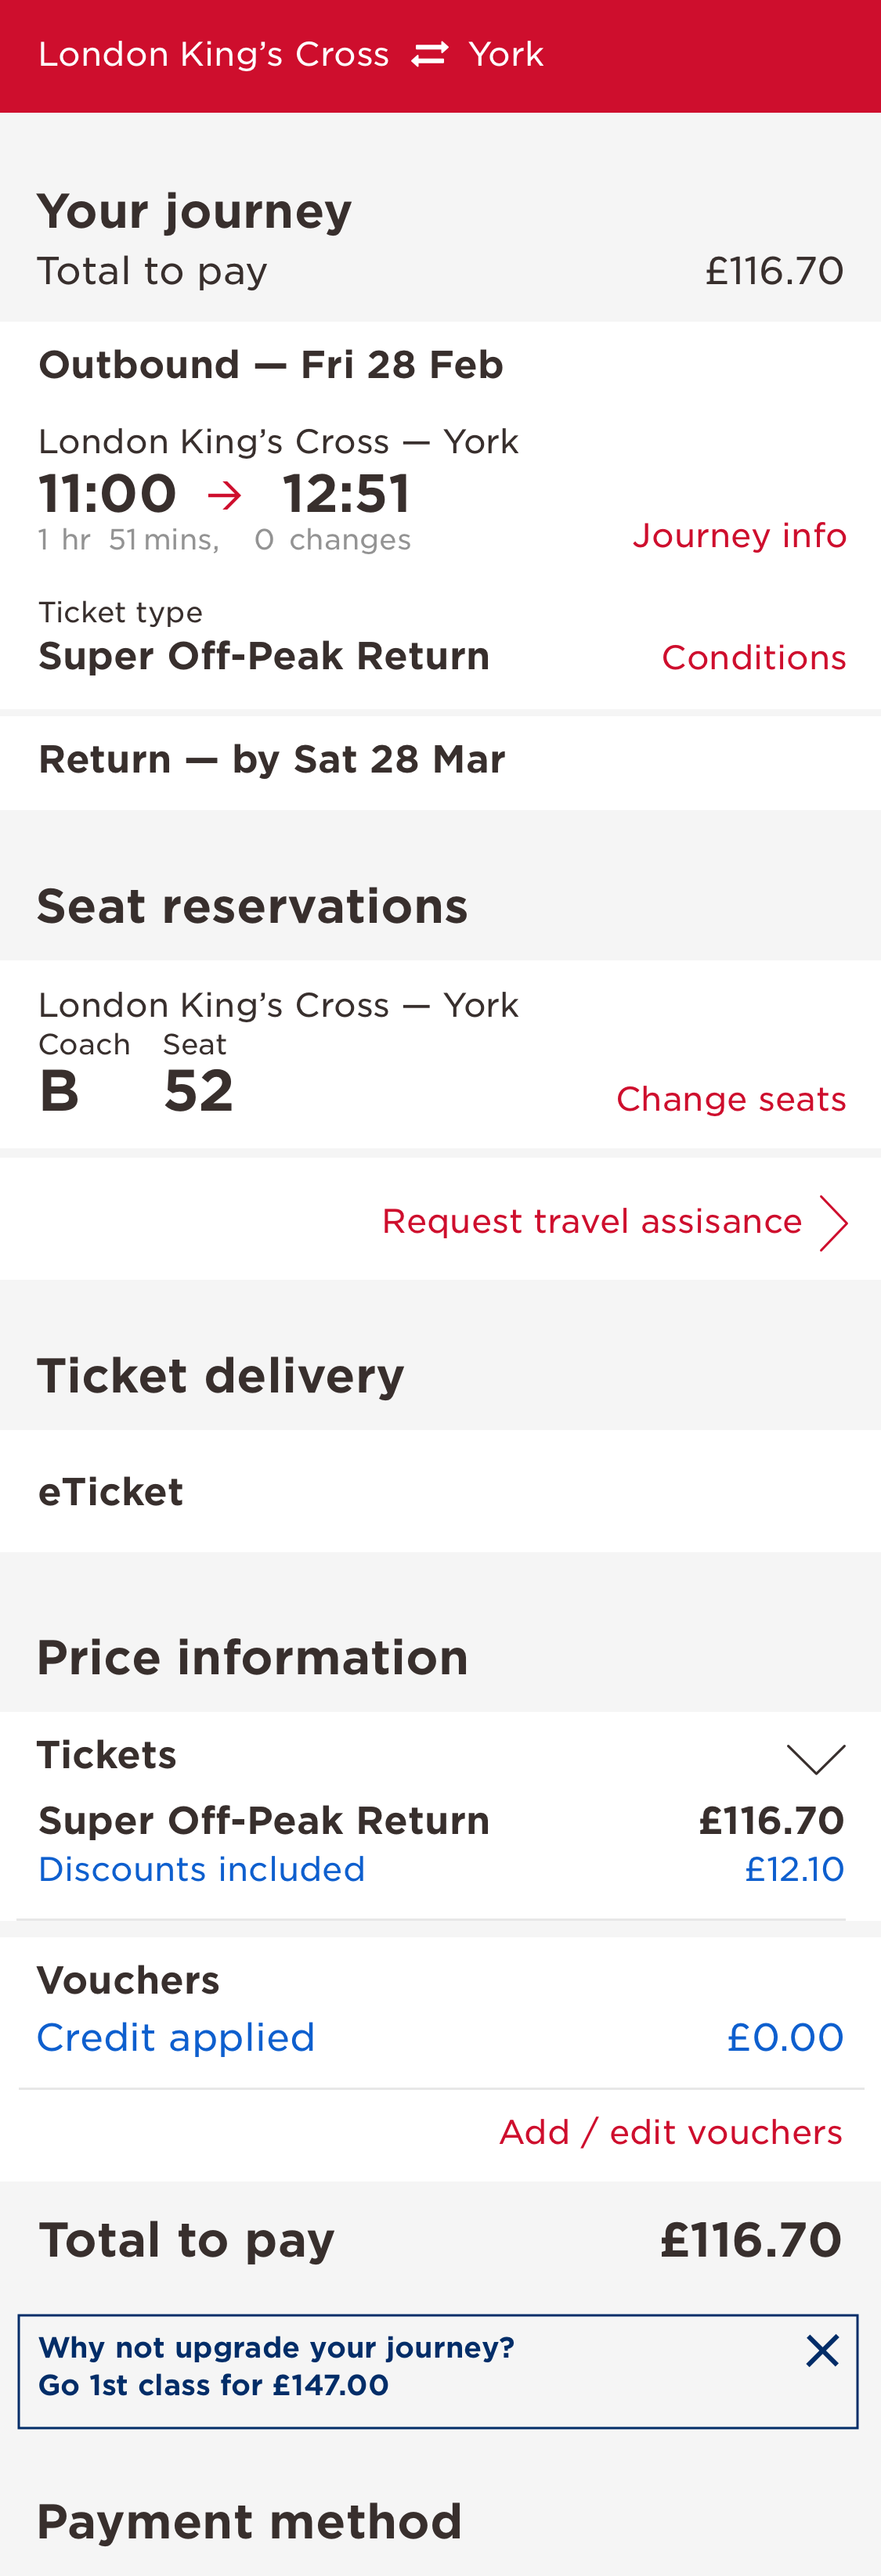 London King’s Cross ⇄ York
Your journey
Total to pay £116.70
Outbound — Fri 28 Feb
London King’s Cross — York
11:00 → 12:51
1 hr 51 mins, 0 changes Journey info
Ticket type
Super Off-Peak Return Conditions
Return — by Sat 28 Mar
Seat reservations
London King’s Cross — York
Coach Seat
B 52 Change seats
Request travel assisance
Ticket delivery
eTicket
Price information
Tickets
Super Off-Peak Return £116.70
Discounts included £12.10
Vouchers
Credit applied £0.00
Add / edit vouchers
Total to pay £116.70
Why not upgrade your journey?
Go 1st class for £147.00
Payment method